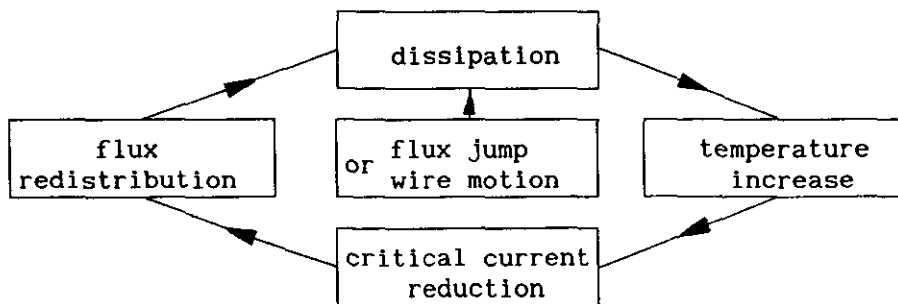 dissipation
flux
redistribution
or flux jump
wire motion
temperature
increase
critical current
reduction